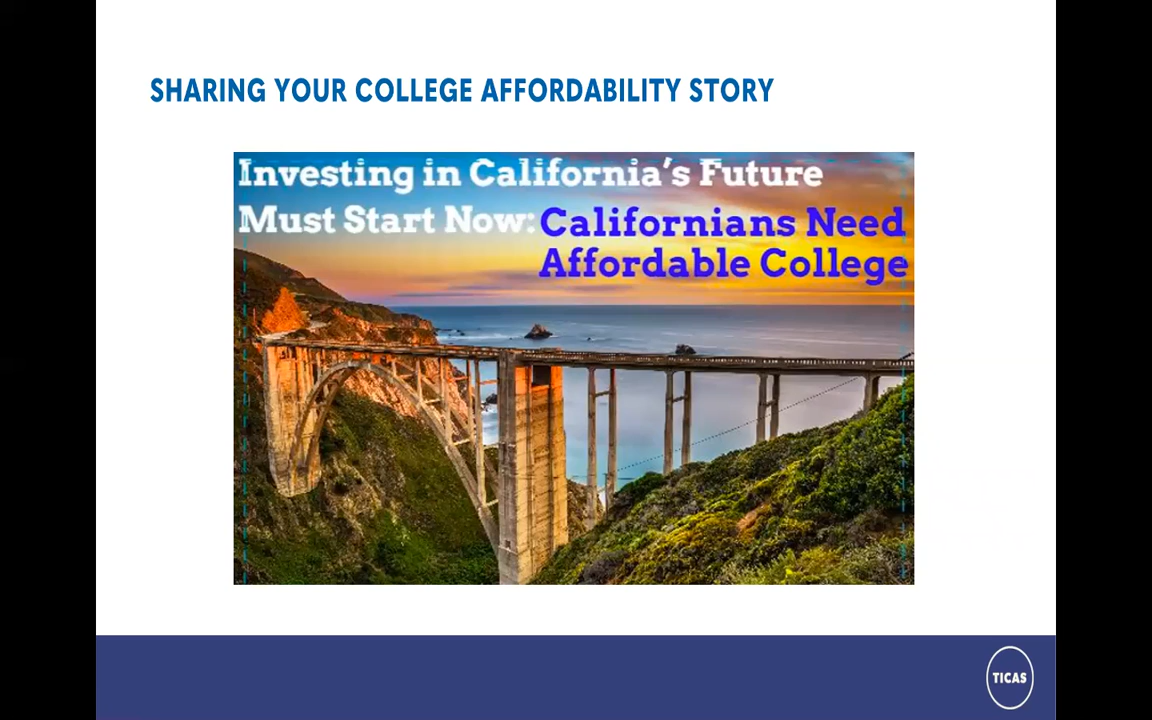 SHARING YOUR COLLEGE AFFORDABILITY STORY
Investing in California's Future
Must Start Now: Californians Need
Affordable College
TICAS